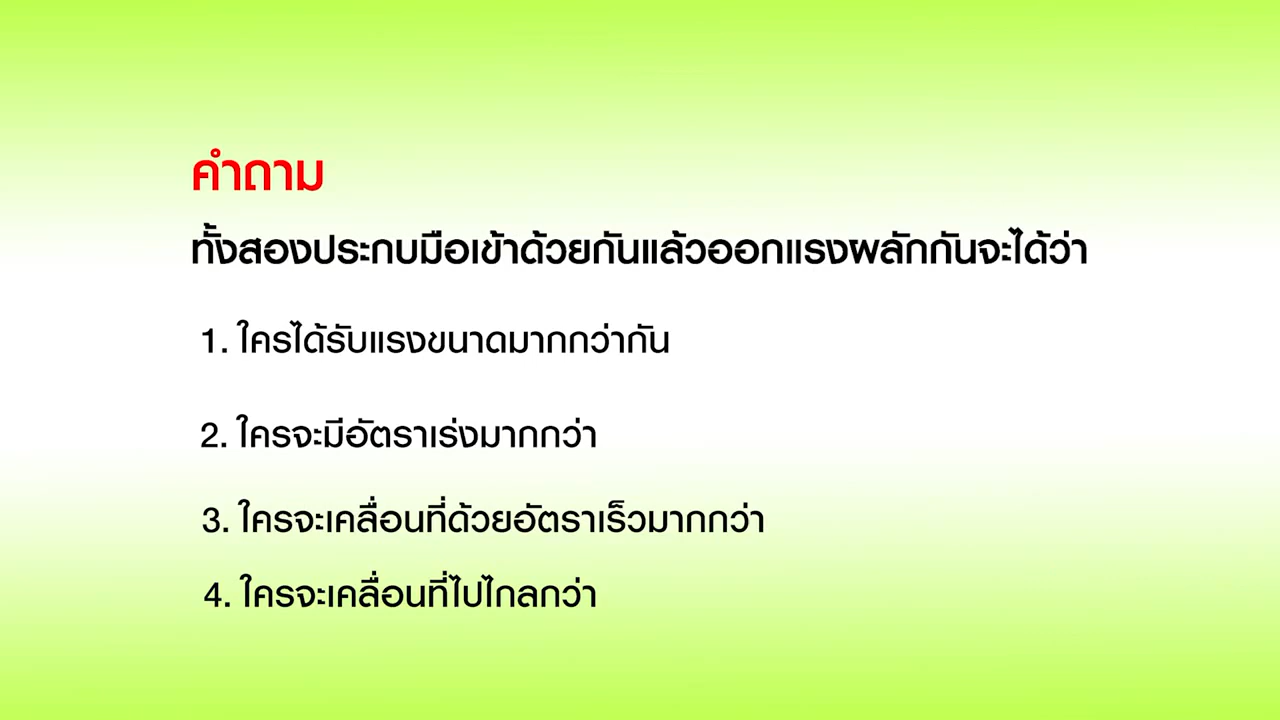 คำถาม
ทั้งสองประกบมือเข้าด้วยกันแล้วออกแรงผลักกันจะได้ว่า
1. ใครได้รับแรงขนาดมากกว่ากัน
2. ใครจะมีอัตราเร่งมากกว่า
3. ใครจะเคลื่อนที่ด้วยอัตราเร็วมากกว่า
4. ใครจะเคลื่อนที่ไปไกลกว่า